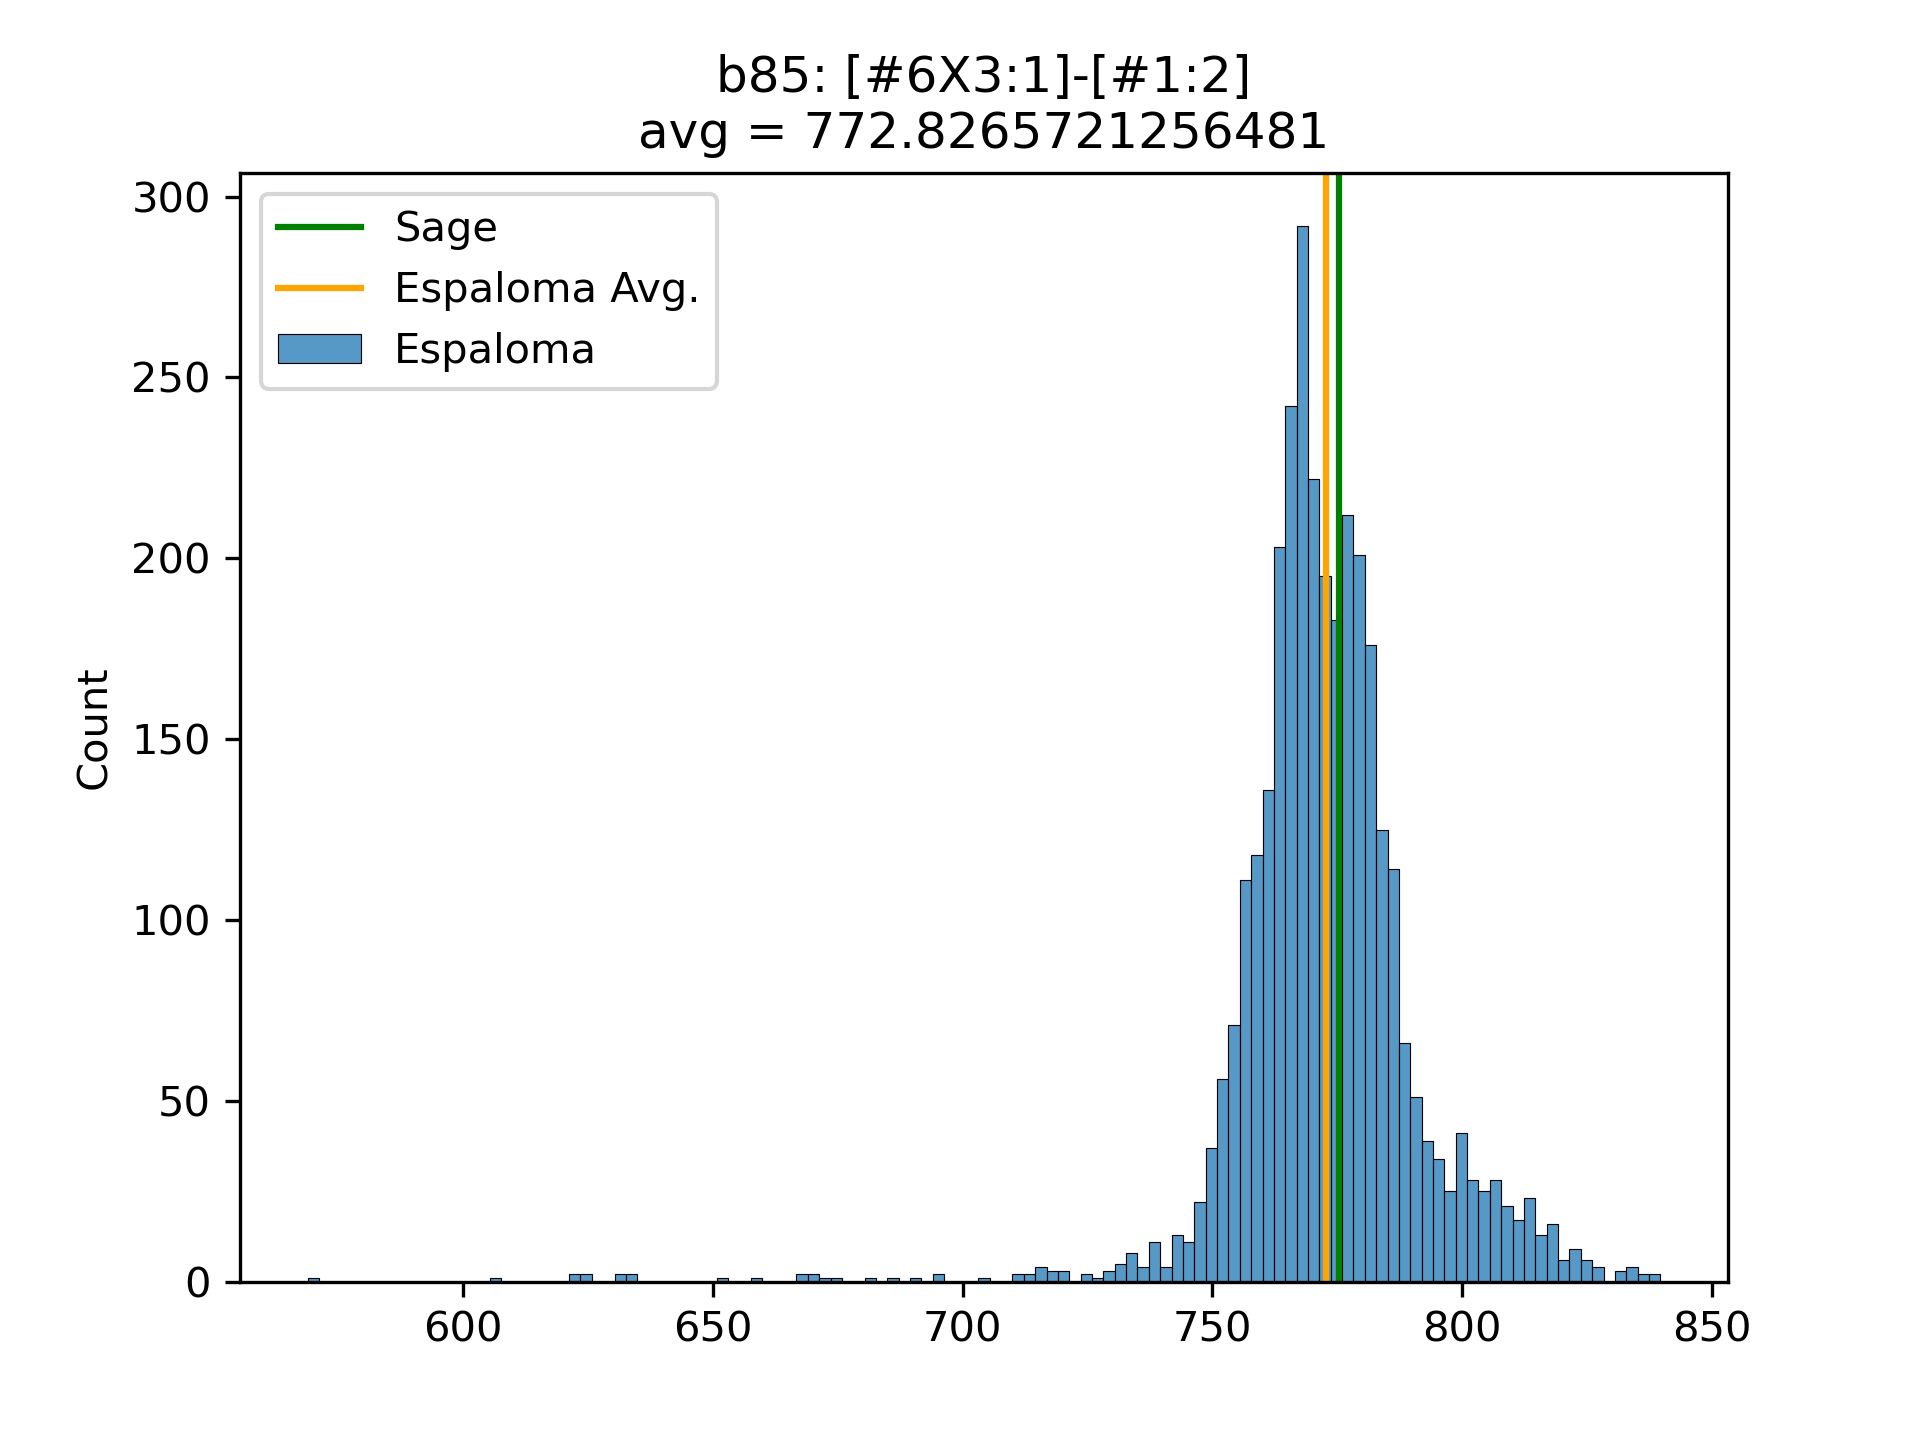 b85: [#6X3:1]-[#1:2]
avg = 772.8265721256481
Sage
Espaloma Avg.
Espaloma
Count
300
250
200
150
100
50
0
600 650 700 750 800 850